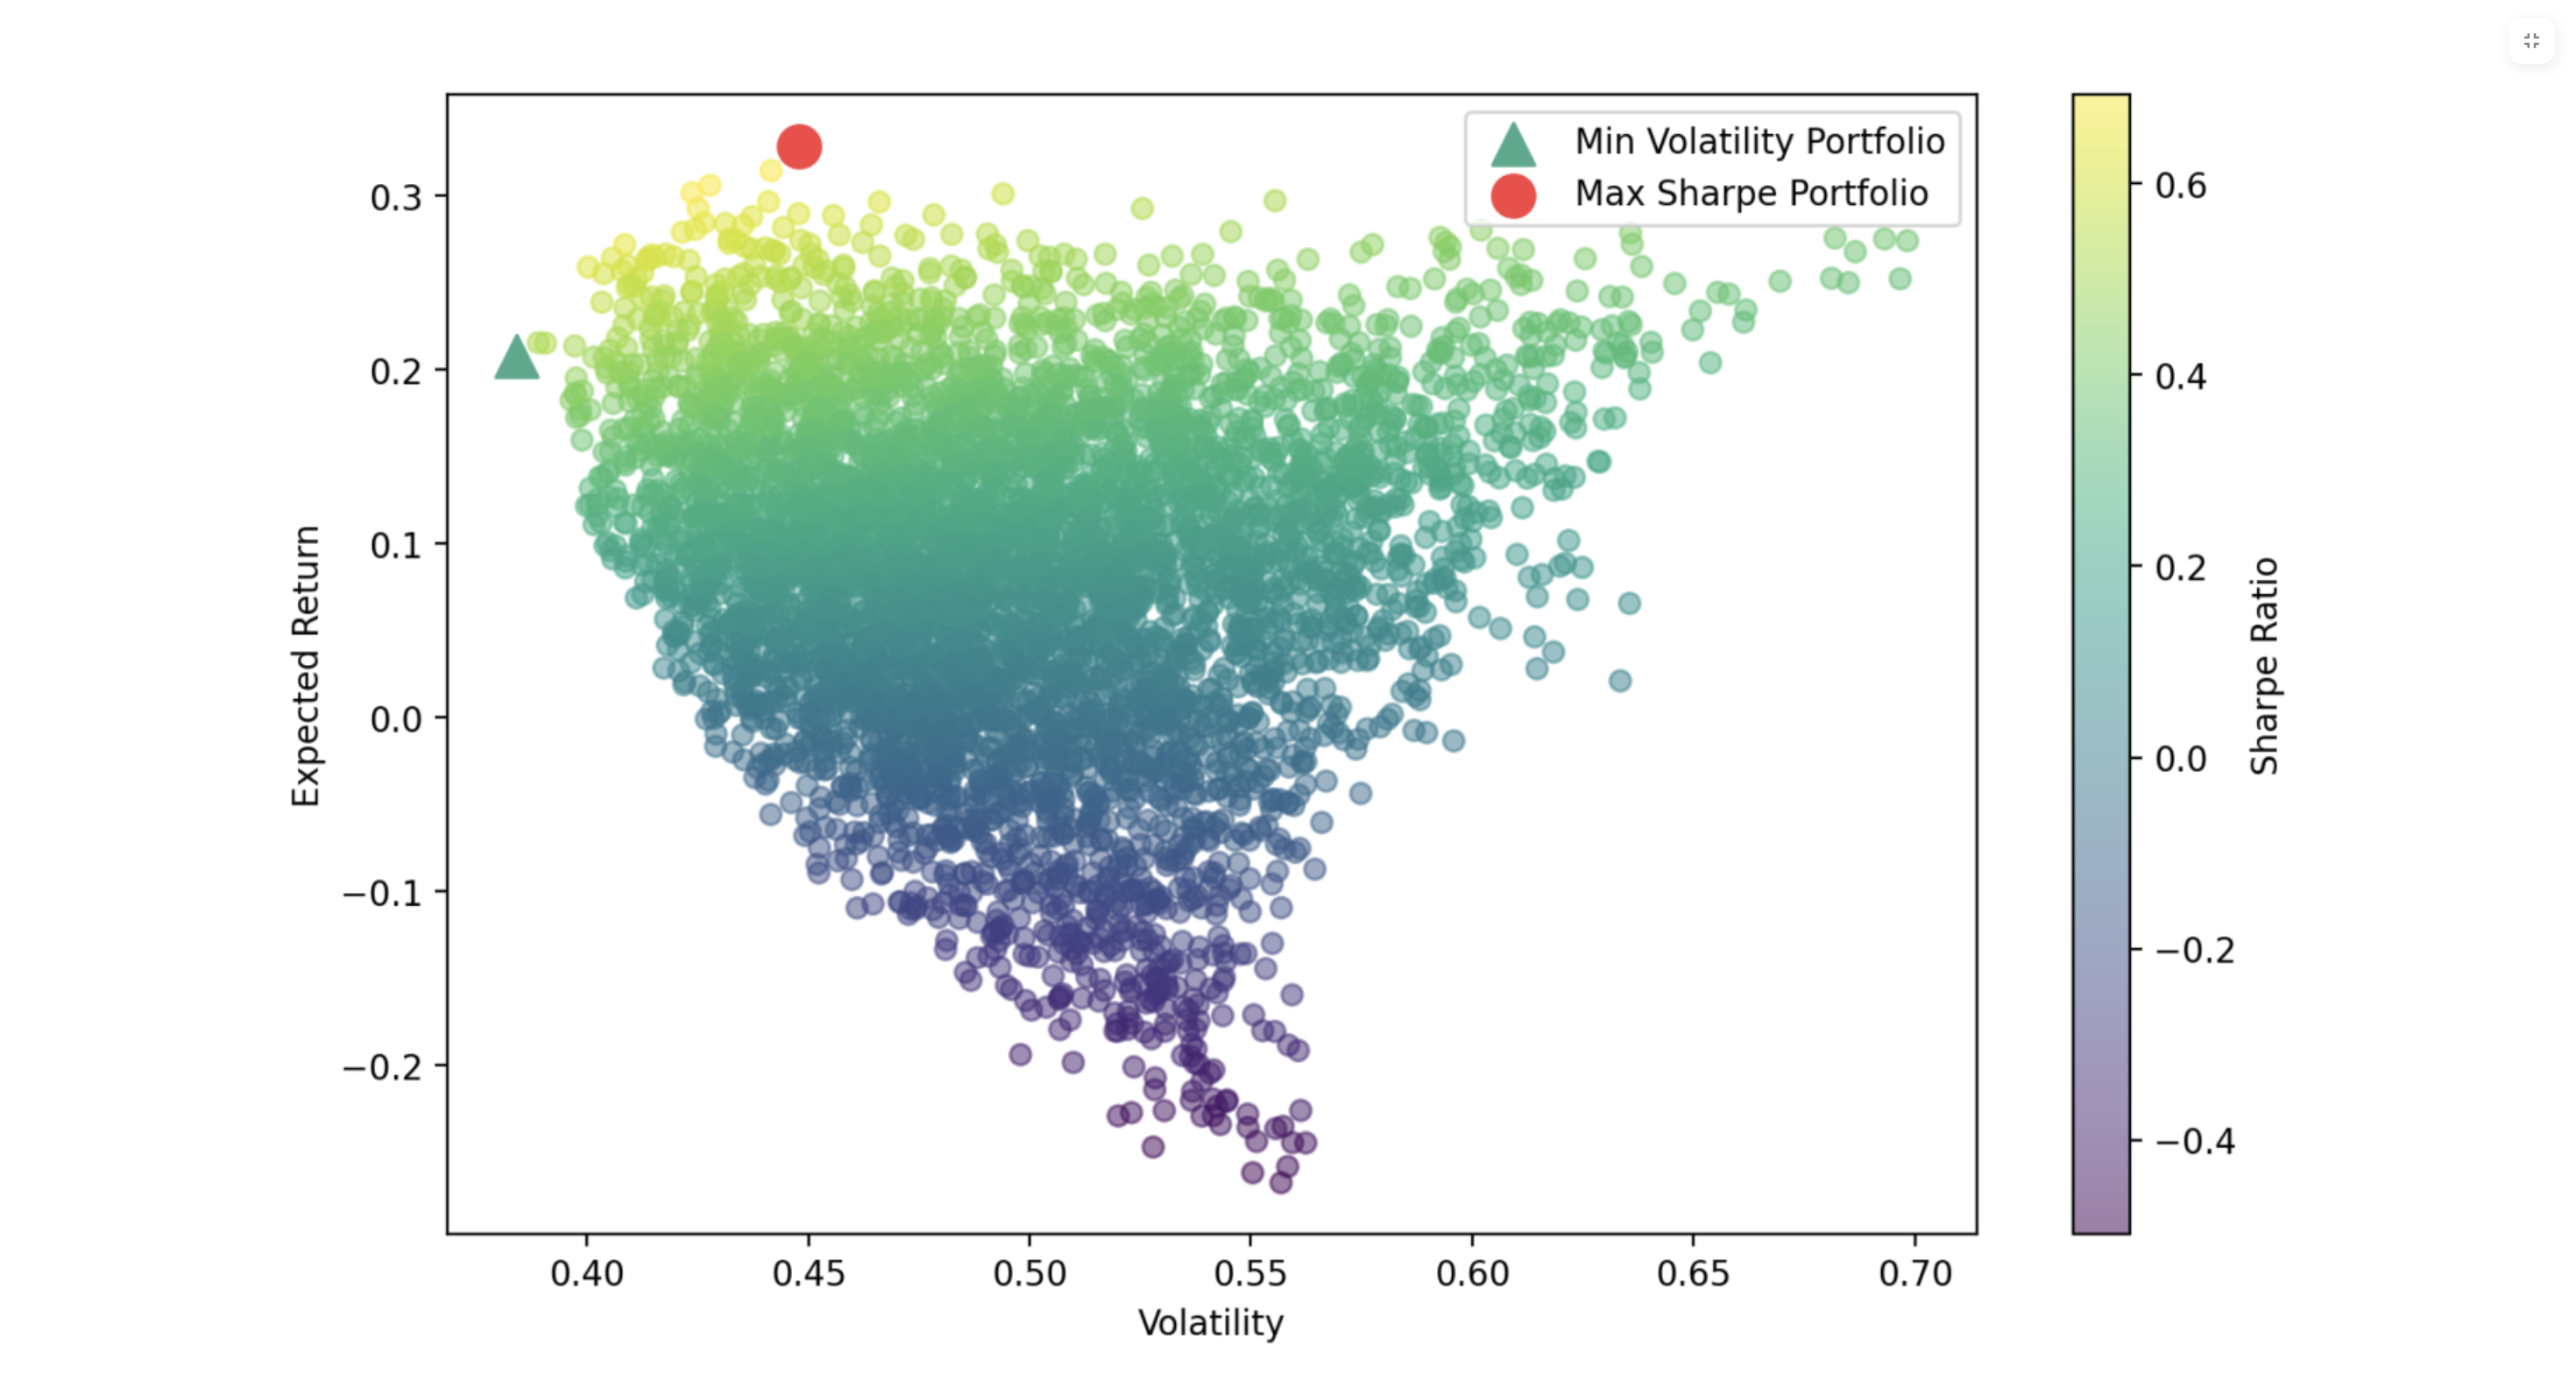 Min Volatility Portfolio
Max Sharpe Portfolio
Expected Return
0.3
0.2
0.1
0.0
−0.1
−0.2
0.40 0.45 0.50 0.55 0.60 0.65 0.70
Volatility
0.6
0.4
0.2
0.0
−0.2
−0.4
Sharpe Ratio